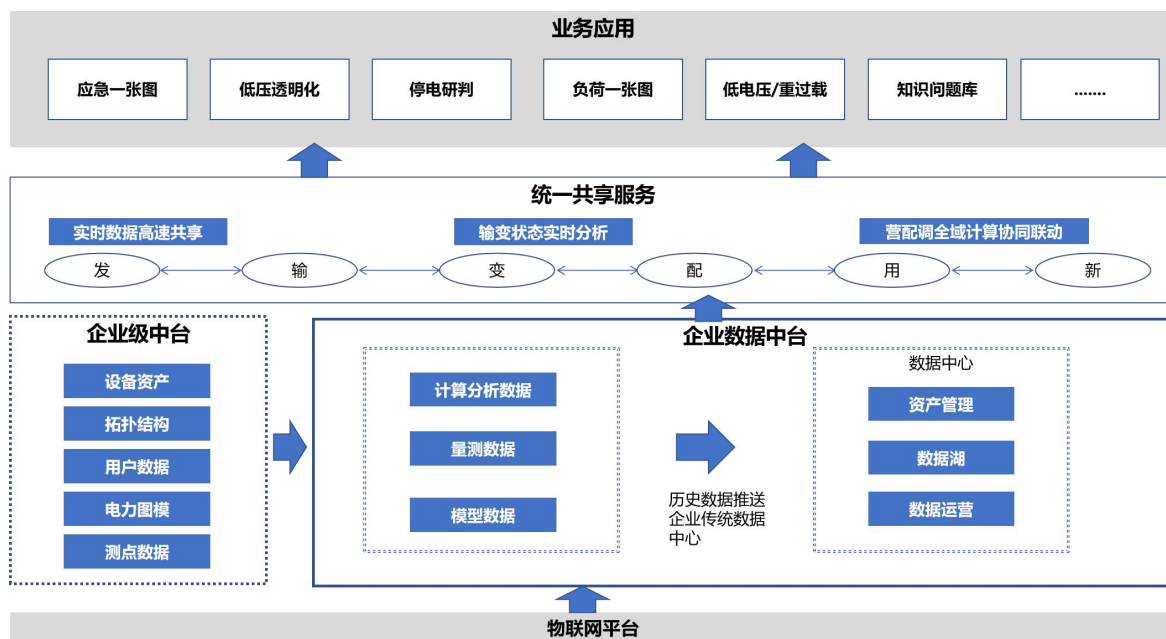 业务应用
应急一张图
低压透明化
停电研判
负荷一张图
低电压/重过载
知识问题库
.......
统一共享服务
实时数据高速共享
输变状态实时分析
营配调全域计算协同联动
发
输
变
配
用
新
企业级中台
设备资产
拓扑结构
用户数据
电力图模
测点数据
企业数据中台
计算分析数据
量测数据
模型数据
历史数据推送
企业传统数据
中心
数据中心
资产管理
数据湖
数据运营
物联网平台